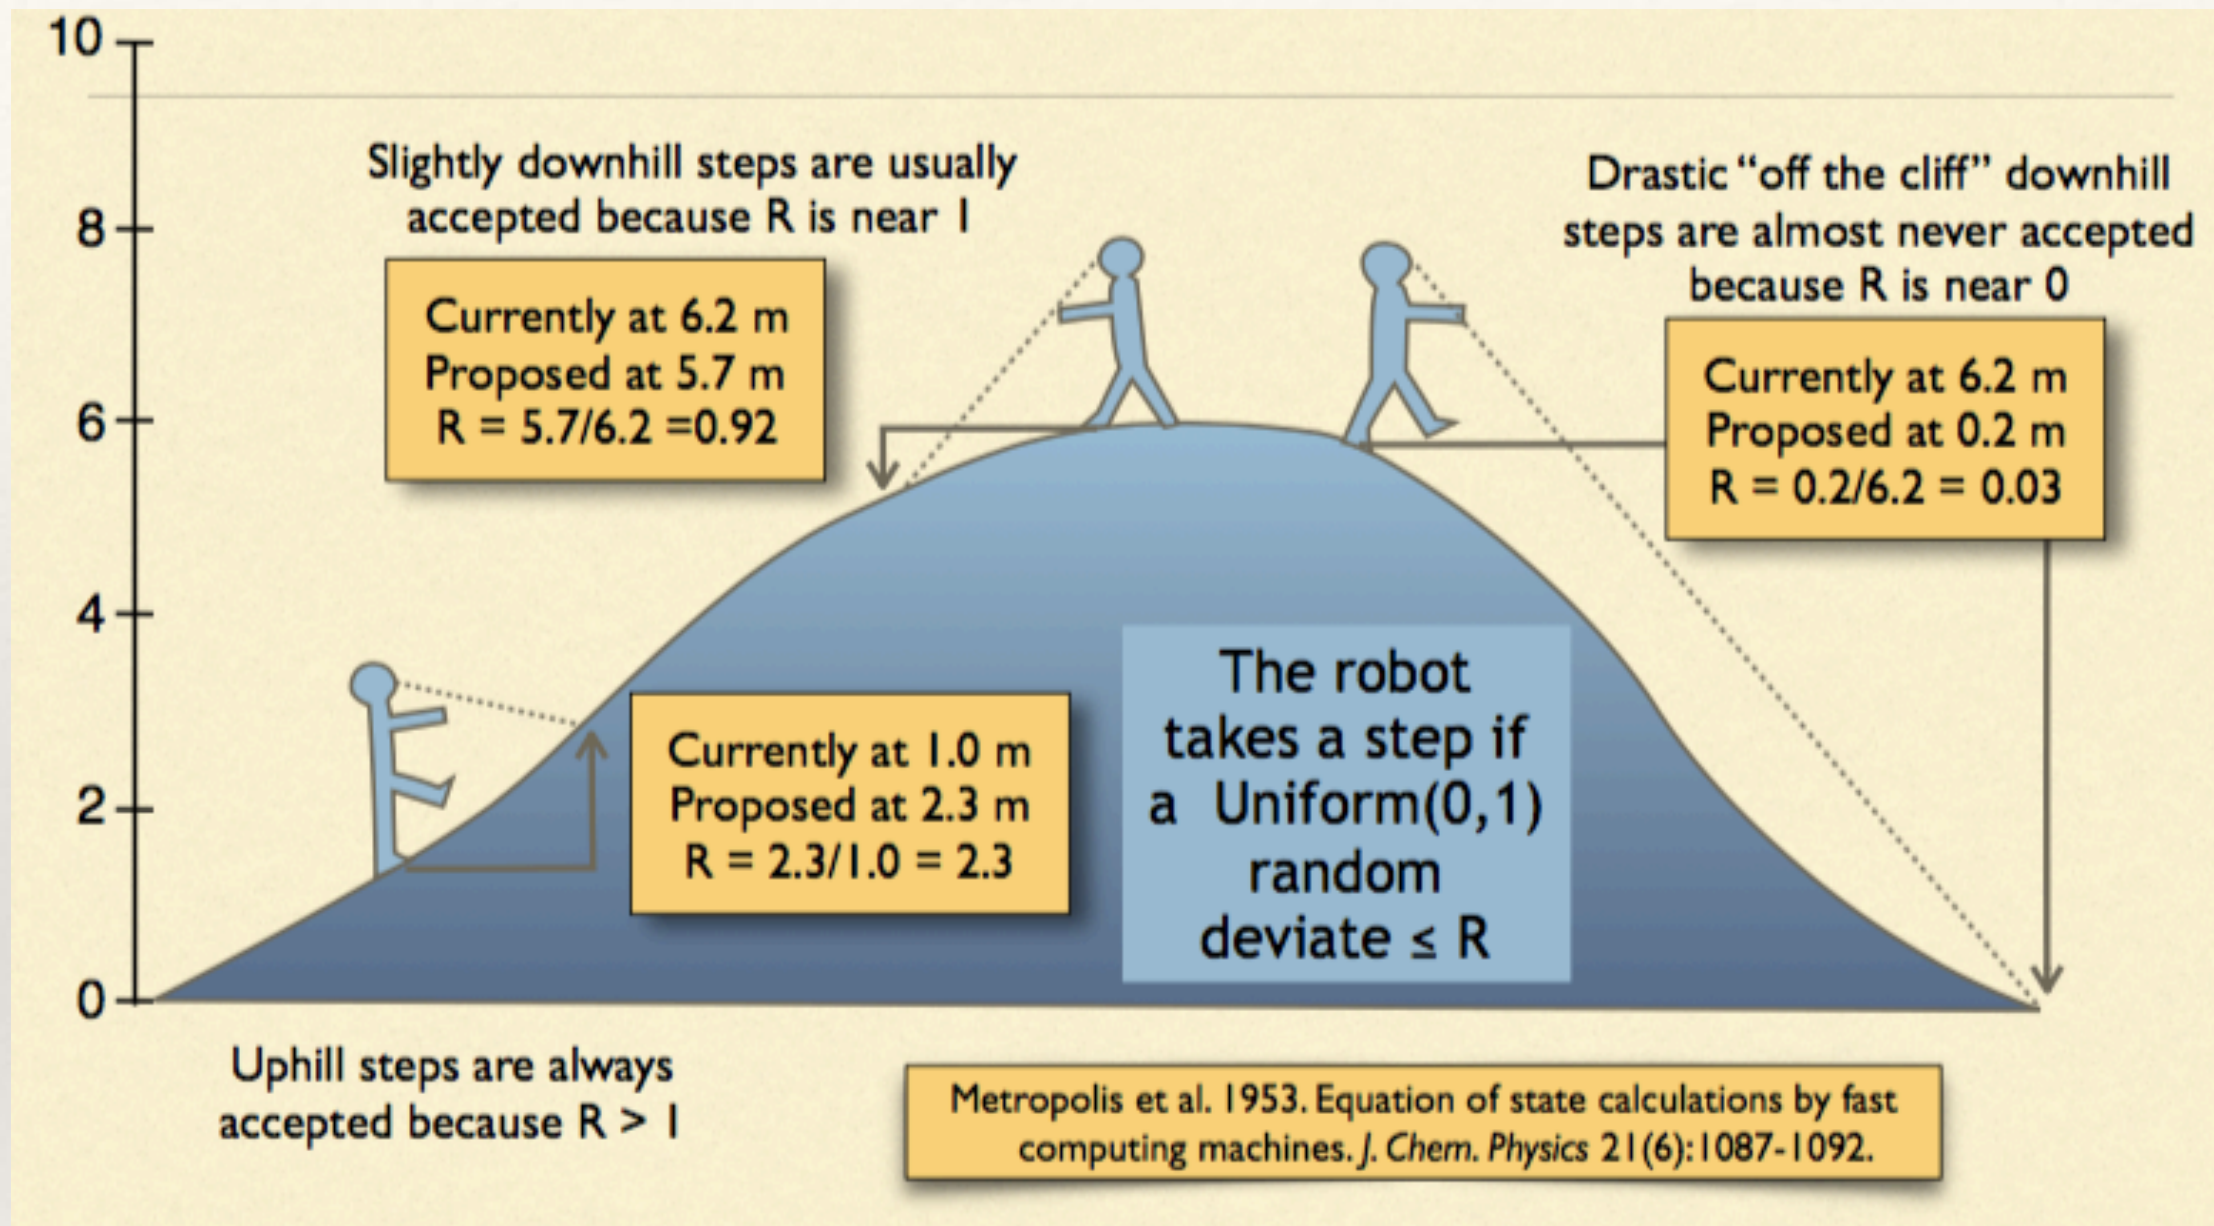 10
8
6
4
2
0
Slightly downhill steps are usually
accepted because R is near 1
Currently at 6.2 m
Proposed at 5.7 m
R = 5.7/6.2 =0.92
Drastic “off the cliff” downhill
steps are almost never accepted
because R is near 0
Currently at 6.2 m
Proposed at 0.2 m
R = 0.2/6.2 = 0.03
Currently at 1.0 m
Proposed at 2.3 m
R = 2.3/1.0 = 2.3
The robot
takes a step if
a Uniform(0,1)
random
deviate ≤ R
Uphill steps are always
accepted because R > 1
Metropolis et al. 1953. Equation of state calculations by fast
computing machines. J. Chem. Physics 21(6):1087-1092.